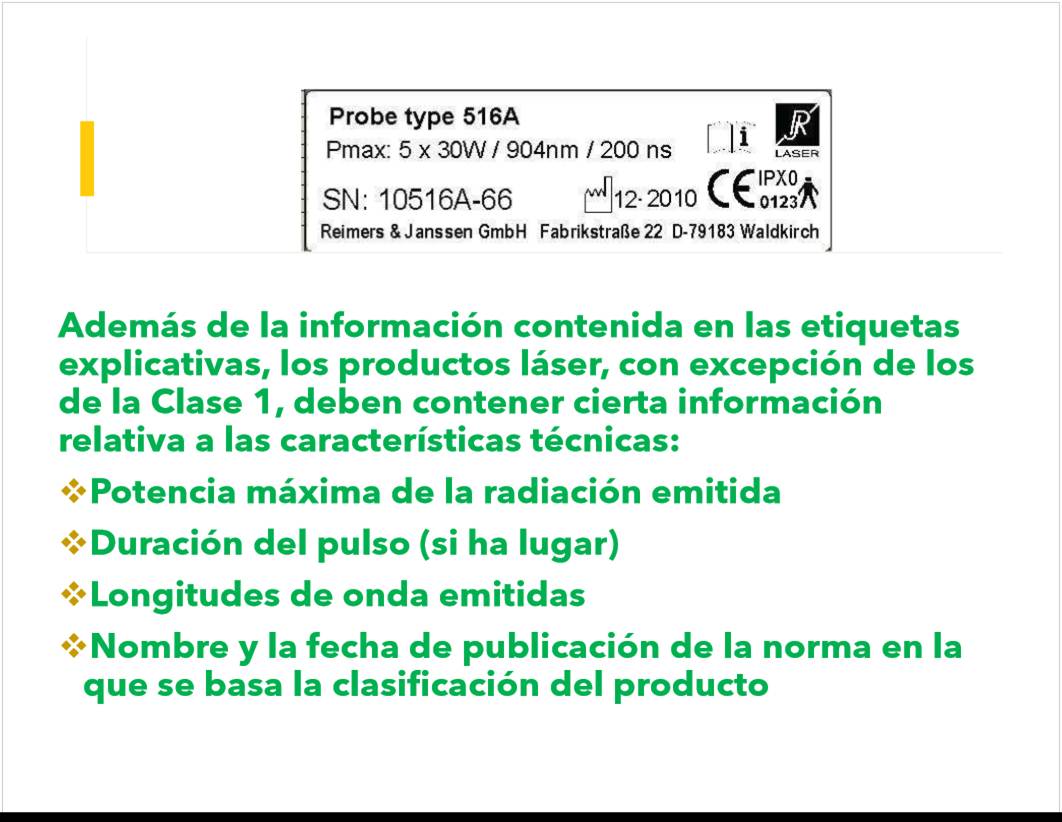 Probe type 516A
Pmax: 5 x 30W / 904nm / 200 ns
i
JR
LASER
SN: 10516A-66
12-2010
CE
IPX0
0123
Reimers & Janssen GmbH Fabrikstraße 22 D-79183 Waldkirch
Además de la información contenida en las etiquetas
explicativas, los productos láser, con excepción de los
de la Clase 1, deben contener cierta información
relativa a las características técnicas:
❖Potencia máxima de la radiación emitida
❖Duración del pulso (si ha lugar)
❖Longitudes de onda emitidas
❖Nombre y la fecha de publicación de la norma en la
que se basa la clasificación del producto